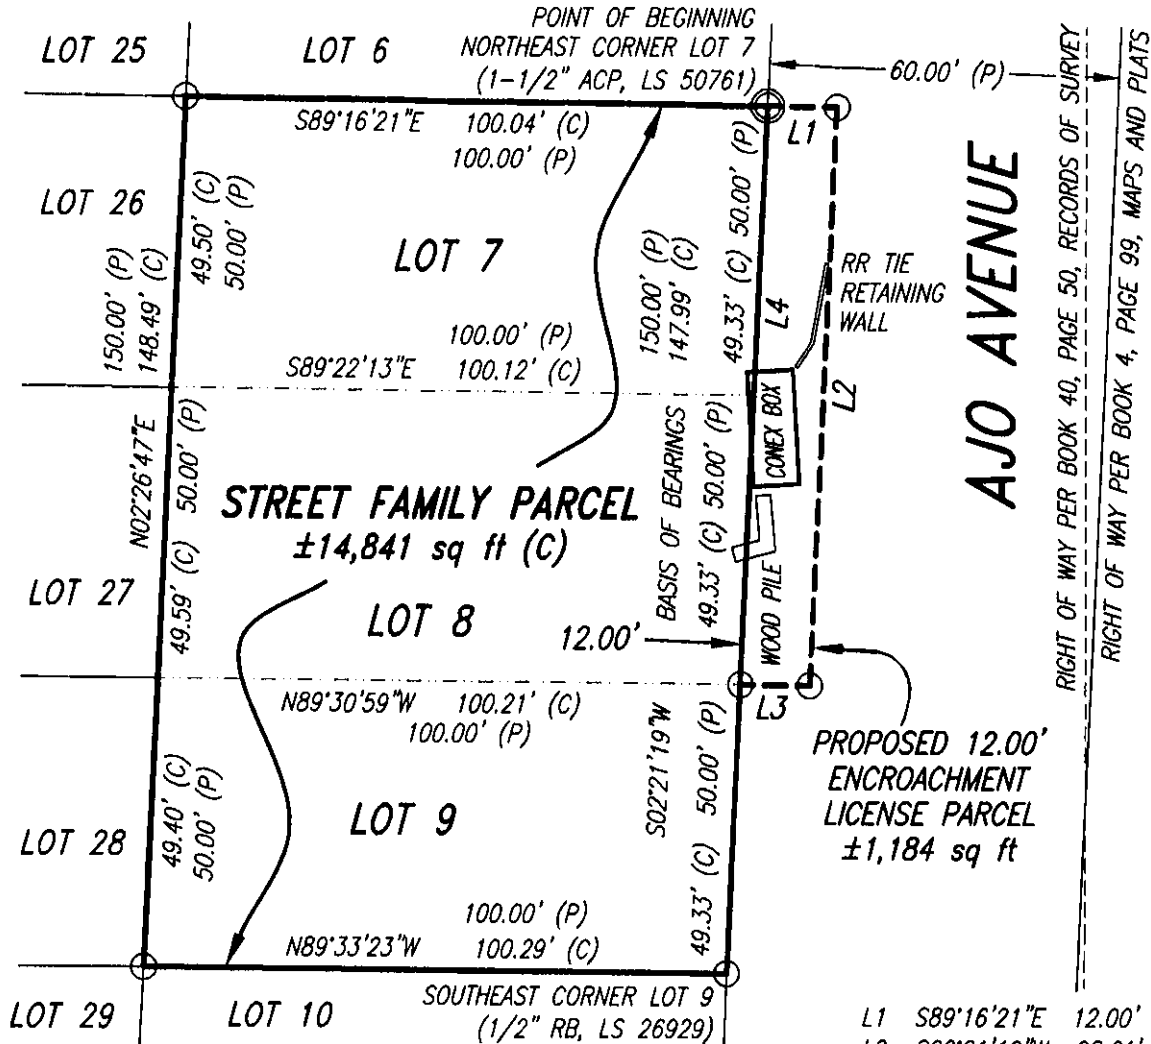 POINT OF BEGINNING
NORTHEAST CORNER LOT 7
(1-1/2" ACP, LS 50761)
LOT 25
LOT 6
60.00' (P)
S89°16'21"E 100.04' (C)
100.00' (P)
L1
LOT 26
49.50' (C)
50.00' (P)
150.00' (P)
148.49' (C)
LOT 7
150.00' (P)
147.99' (C)
49.33' (C) 50.00' (P)
L4
RR TIE
RETAINING
WALL
L2
AJO AVENUE
RIGHT OF WAY PER BOOK 40, PAGE 50, RECORDS OF SURVEY
RIGHT OF WAY PER BOOK 4, PAGE 99, MAPS AND PLATS
100.00' (P)
S89°22'13"E 100.12' (C)
N02°26'47"E
49.59' (C) 50.00' (P)
STREET FAMILY PARCEL
±14,841 sq ft (C)
BASIS OF BEARINGS
49.33' (C) 50.00' (P)
CONEX BOX
WOOD PILE
LOT 27
LOT 8
12.00'
N89°30'59"W 100.21' (C)
100.00' (P)
L3
S02°21'19"W
49.33' (C) 50.00' (P)
PROPOSED 12.00'
ENCROACHMENT
LICENSE PARCEL
±1,184 sq ft
LOT 28
49.40' (C)
50.00' (P)
LOT 9
100.00' (P)
N89°33'23"W 100.29' (C)
LOT 29
LOT 10
SOUTHEAST CORNER LOT 9
(1/2" RB, LS 26929)
L1 S89°16'21"E 12.00'